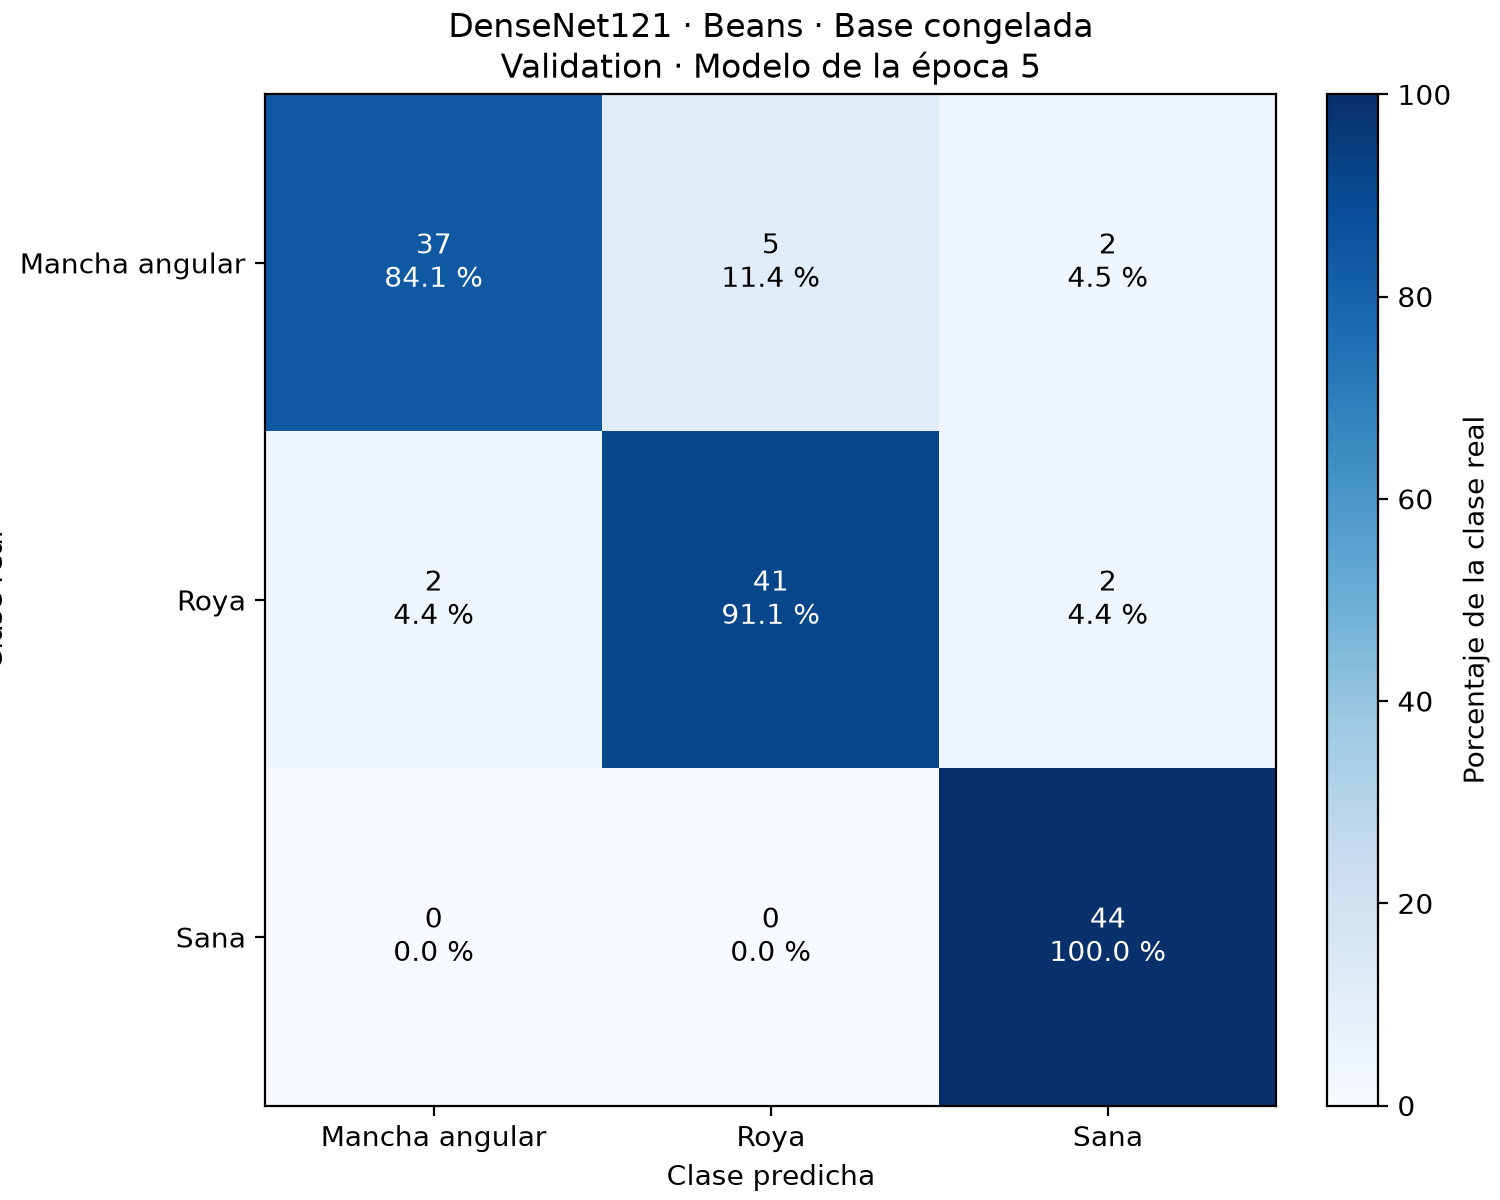 DenseNet121 · Beans · Base congelada
Validation · Modelo de la época 5
Mancha angular
37
84.1 %
5
11.4 %
2
4.5 %
Roya
2
4.4 %
41
91.1 %
2
4.4 %
Sana
0
0.0 %
0
0.0 %
44
100.0 %
Mancha angular
Roya
Sana
Clase predicha
100
80
60
40
20
0
Porcentaje de la clase real